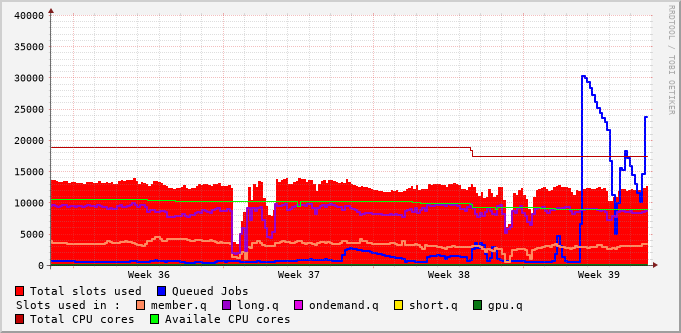 RRDTOOL / TOBI OETIKER
40000
35000
30000
25000
20000
15000
10000
5000
0
Week 36 Week 37 Week 38 Week 39
Total slots used Queued Jobs
Slots used in : member.q long.q ondemand.q short.q gpu.q
Total CPU cores Availale CPU cores